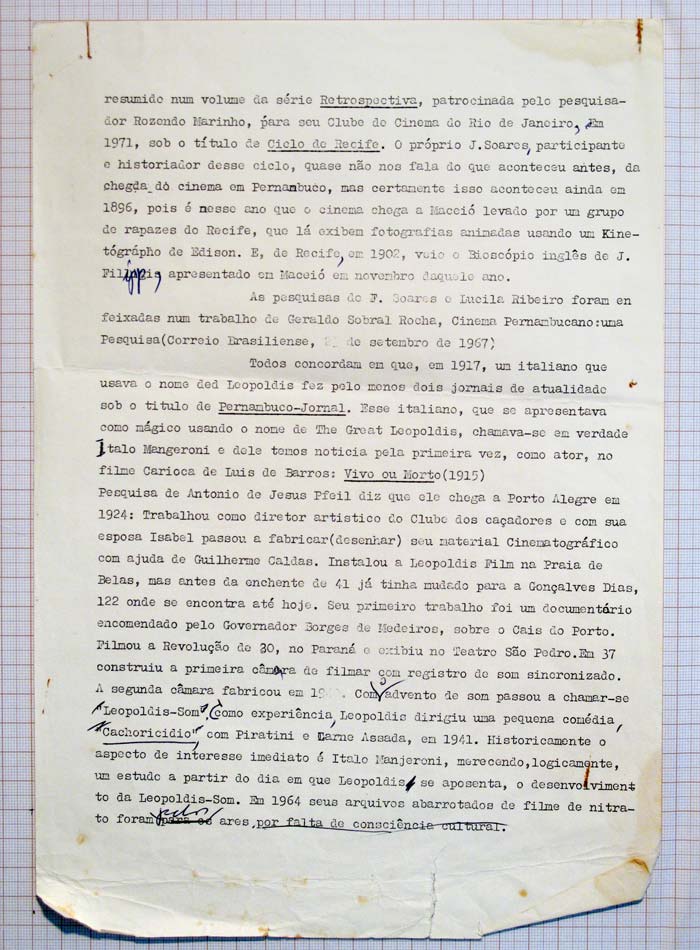 resumido num volume da série Retrospectiva, patrocinada pelo pesquisa-
dor Rozendo Marinho, para seu Clube de Cinema do Rio de Janeiro, Em
1971, sob o título de Ciclo do Recife. O próprio J.Soares, participante
e historiador desse ciclo, quase não nos fala do que aconteceu antes, da
chegda do cinema em Pernambuco, mas certamente isso aconteceu ainda em
1896, pois é nesse ano que o cinema chega a Maceió levado por um grupo
de rapazes do Recife, que lá exibem fotografias animadas usando um Kine-
tógrápho de Edison. E, de Recife, em 1902, veio o Bioscópio inglês de J.
Filippi, apresentado em Maceió em novembro daquele ano.
As pesquisas de F. Soares e Lucila Ribeiro foram en
feixadas num trabalho de Geraldo Sobral Rocha, Cinema Pernambucano:uma
Pesquisa(Correio Brasiliense, de setembro de 1967)
Todos concordam em que, em 1917, um italiano que
usava o nome ded Leopoldis fez pelo menos dois jornais de atualidade
sob o titulo de Pernambuco-Jornal. Esse italiano, que se apresentava
como mágico usando o nome de The Great Leopoldis, chamava-se em verdade
Italo Mangeroni e dele temos noticia pela primeira vez, como ator, no
filme Carioca de Luis de Barros: Vivo ou Morto(1915)
Pesquisa de Antonio de Jesus Pfeil diz que ele chega a Porto Alegre em
1924: Trabalhou como diretor artistico do Clube dos caçadores e com sua
esposa Isabel passou a fabricar(desenhar) seu material Cinematográfico
com ajuda de Guilherme Caldas. Instalou a Leopoldis Film na Praia de
Belas, mas antes da enchente de 41 já tinha mudado para a Gonçalves Dias,
122 onde se encontra até hoje. Seu primeiro trabalho foi um documentário
encomendado pelo Governador Borges de Medeiros, sobre o Cais do Porto.
Filmou a Revolução de 30, no Paraná e exibiu no Teatro São Pedro.Em 37
construiu a primeira câmara de filmar com registro de som sincronizado.
A segunda câmara fabricou em 19 . Com o advento de som passou a chamar-se
"Leopoldis-Som". Como experiência, Leopoldis dirigiu uma pequena comédia,
"Cachoricidio", com Piratini e Carne Assada, em 1941. Historicamente o
aspecto de interesse imediato é Italo Manjeroni, merecendo,logicamente,
um estudo a partir do dia em que Leopoldis se aposenta, o desenvolviment
to da Leopoldis-Som. Em 1964 seus arquivos abarrotados de filme de nitra-
to foram pelos para os ares,por falta de consciência cultural.